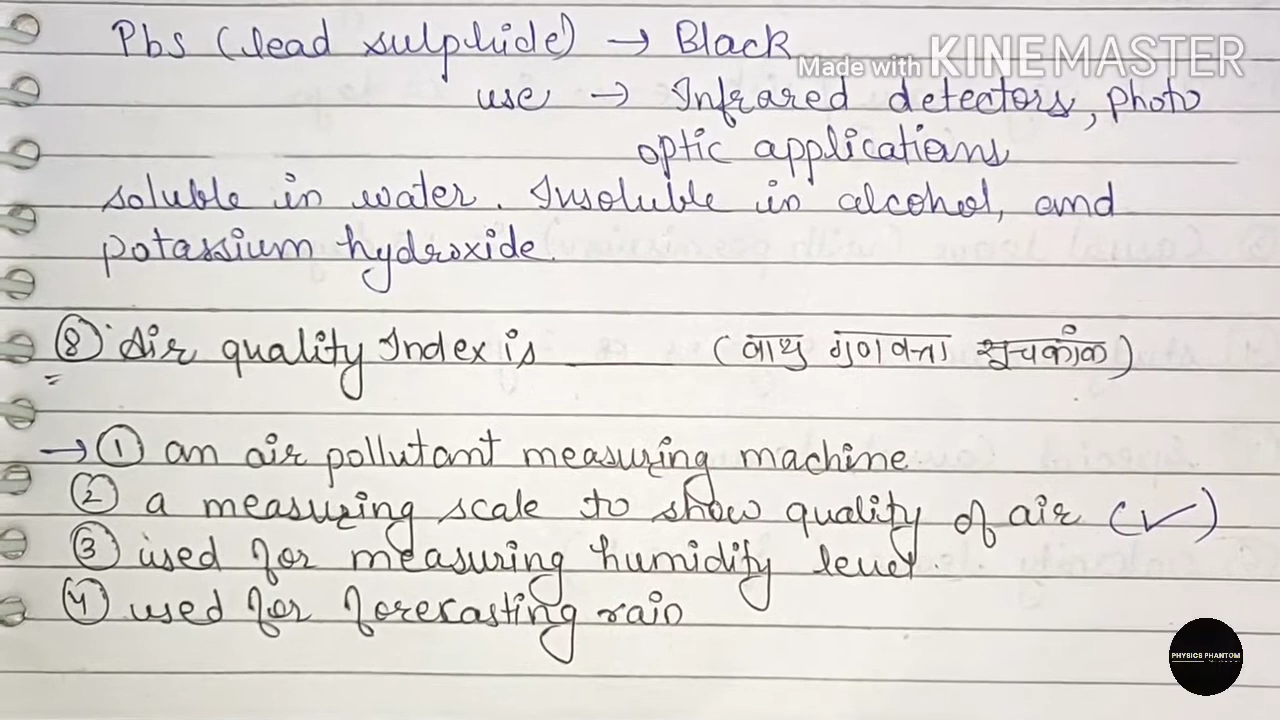 Pbs (lead sulphide) → Black
Made with KINEMASTER
use → Infrared detectors, photo
optic applications
soluble in water. Insoluble in alcohol, and
potassium hydroxide.
⑧ Air quality Index is ______ (वायु गुणवत्ता सूचकांक)
→ ① an air pollutant measuring machine
② a measuring scale to show quality of air (✓)
③ used for measuring humidity level.
④ used for forecasting rain
PHYSICS PHANTOM